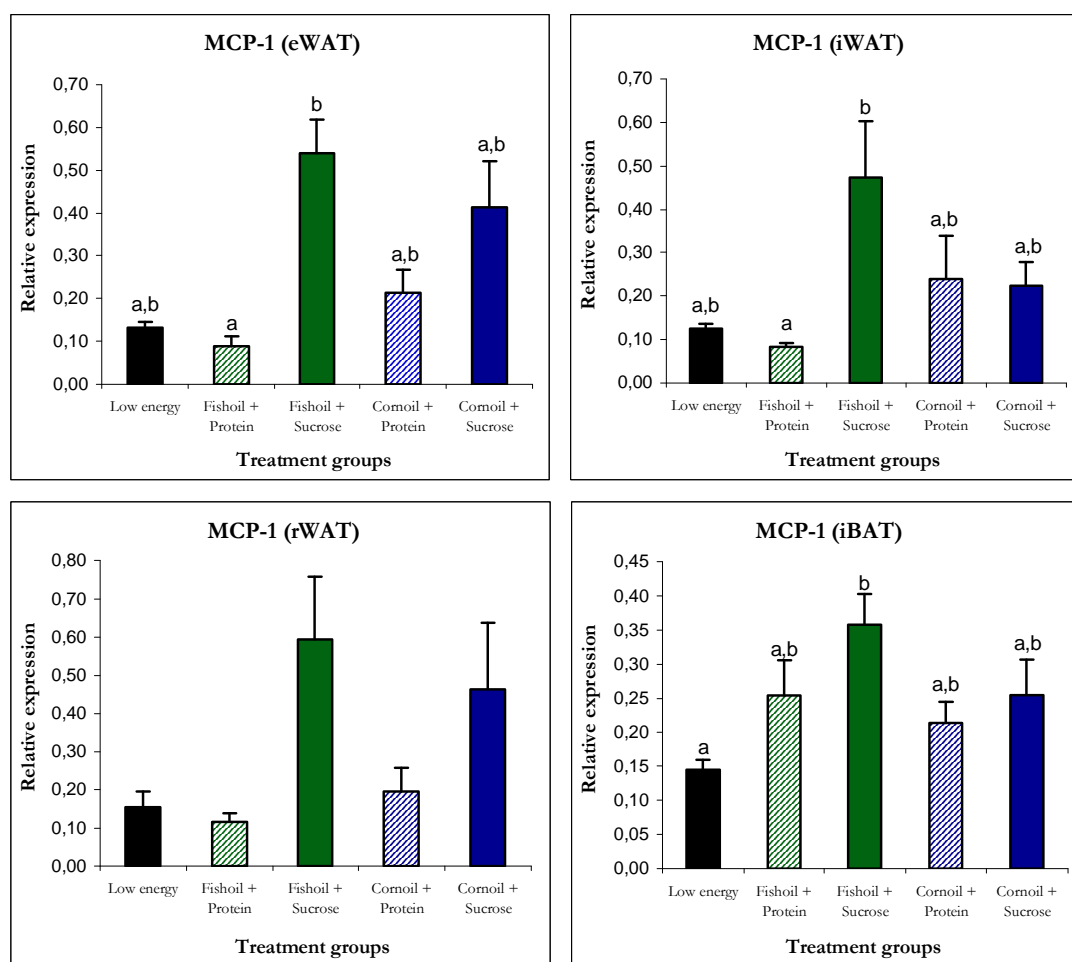 MCP-1 (eWAT)
0,70
0,60
0,50
0,40
0,30
0,20
0,10
0,00
Relative expression
a,b
a
b
a,b
a,b
Low energy
Fishoil +
Protein
Fishoil +
Sucrose
Cornoil +
Protein
Cornoil +
Sucrose
Treatment groups
MCP-1 (iWAT)
0,70
0,60
0,50
0,40
0,30
0,20
0,10
0,00
Relative expression
a,b
a
b
a,b
a,b
Low energy
Fishoil +
Protein
Fishoil +
Sucrose
Cornoil +
Protein
Cornoil +
Sucrose
Treatment groups
MCP-1 (rWAT)
0,80
0,70
0,60
0,50
0,40
0,30
0,20
0,10
0,00
Relative expression
Low energy
Fishoil +
Protein
Fishoil +
Sucrose
Cornoil +
Protein
Cornoil +
Sucrose
Treatment groups
MCP-1 (iBAT)
0,45
0,40
0,35
0,30
0,25
0,20
0,15
0,10
0,05
0,00
Relative expression
a
a,b
b
a,b
a,b
Low energy
Fishoil +
Protein
Fishoil +
Sucrose
Cornoil +
Protein
Cornoil +
Sucrose
Treatment groups